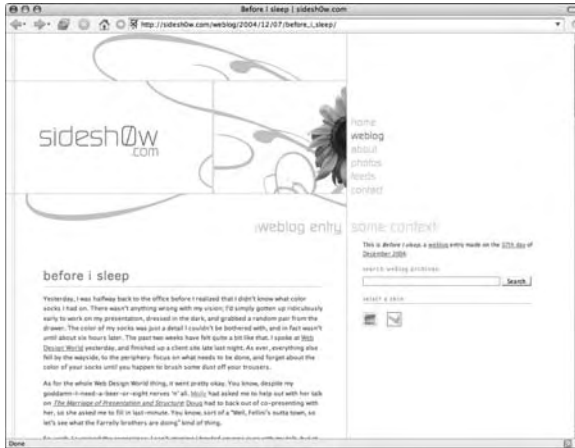 Before I sleep | sidesh0w.com
http://sidesh0w.com/weblog/2004/12/07/before_i_sleep/
sidesh0w
.com
home
weblog
about
photos
feeds
contact
weblog entry
some context
This is Before I sleep, a weblog entry made on the 07th day of
December 2004.
search weblog archives:
Search
select a skin
before i sleep
Yesterday, I was halfway back to the office before I realized that I didn't know what color
socks I had on. There wasn't anything wrong with my vision; I'd simply gotten up ridiculously
early to work on my presentation, dressed in the dark, and grabbed a random pair from the
drawer. The color of my socks was just a detail I couldn't be bothered with, and in fact wasn't
until about six hours later. The past two weeks have felt quite a bit like that. I spoke at Web
Design World yesterday, and finished up a client site late last night. As ever, everything else
fell by the wayside, to the periphery: focus on what needs to be done, and forget about the
color of your socks until you happen to brush some dust off your trousers.
As for the whole Web Design World thing, it went pretty okay. You know, despite my
goddamn-I-need-a-beer-or-eight nerves 'n' all. Molly had asked me to help out with her talk
on The Marriage of Presentation and Structure; Doug had to back out of co-presenting with
her, so she asked me to fill in last-minute. You know, sort of a "Well, Fellini's outta town, so
let's see what the Farrelly brothers are doing" kind of thing.
Done